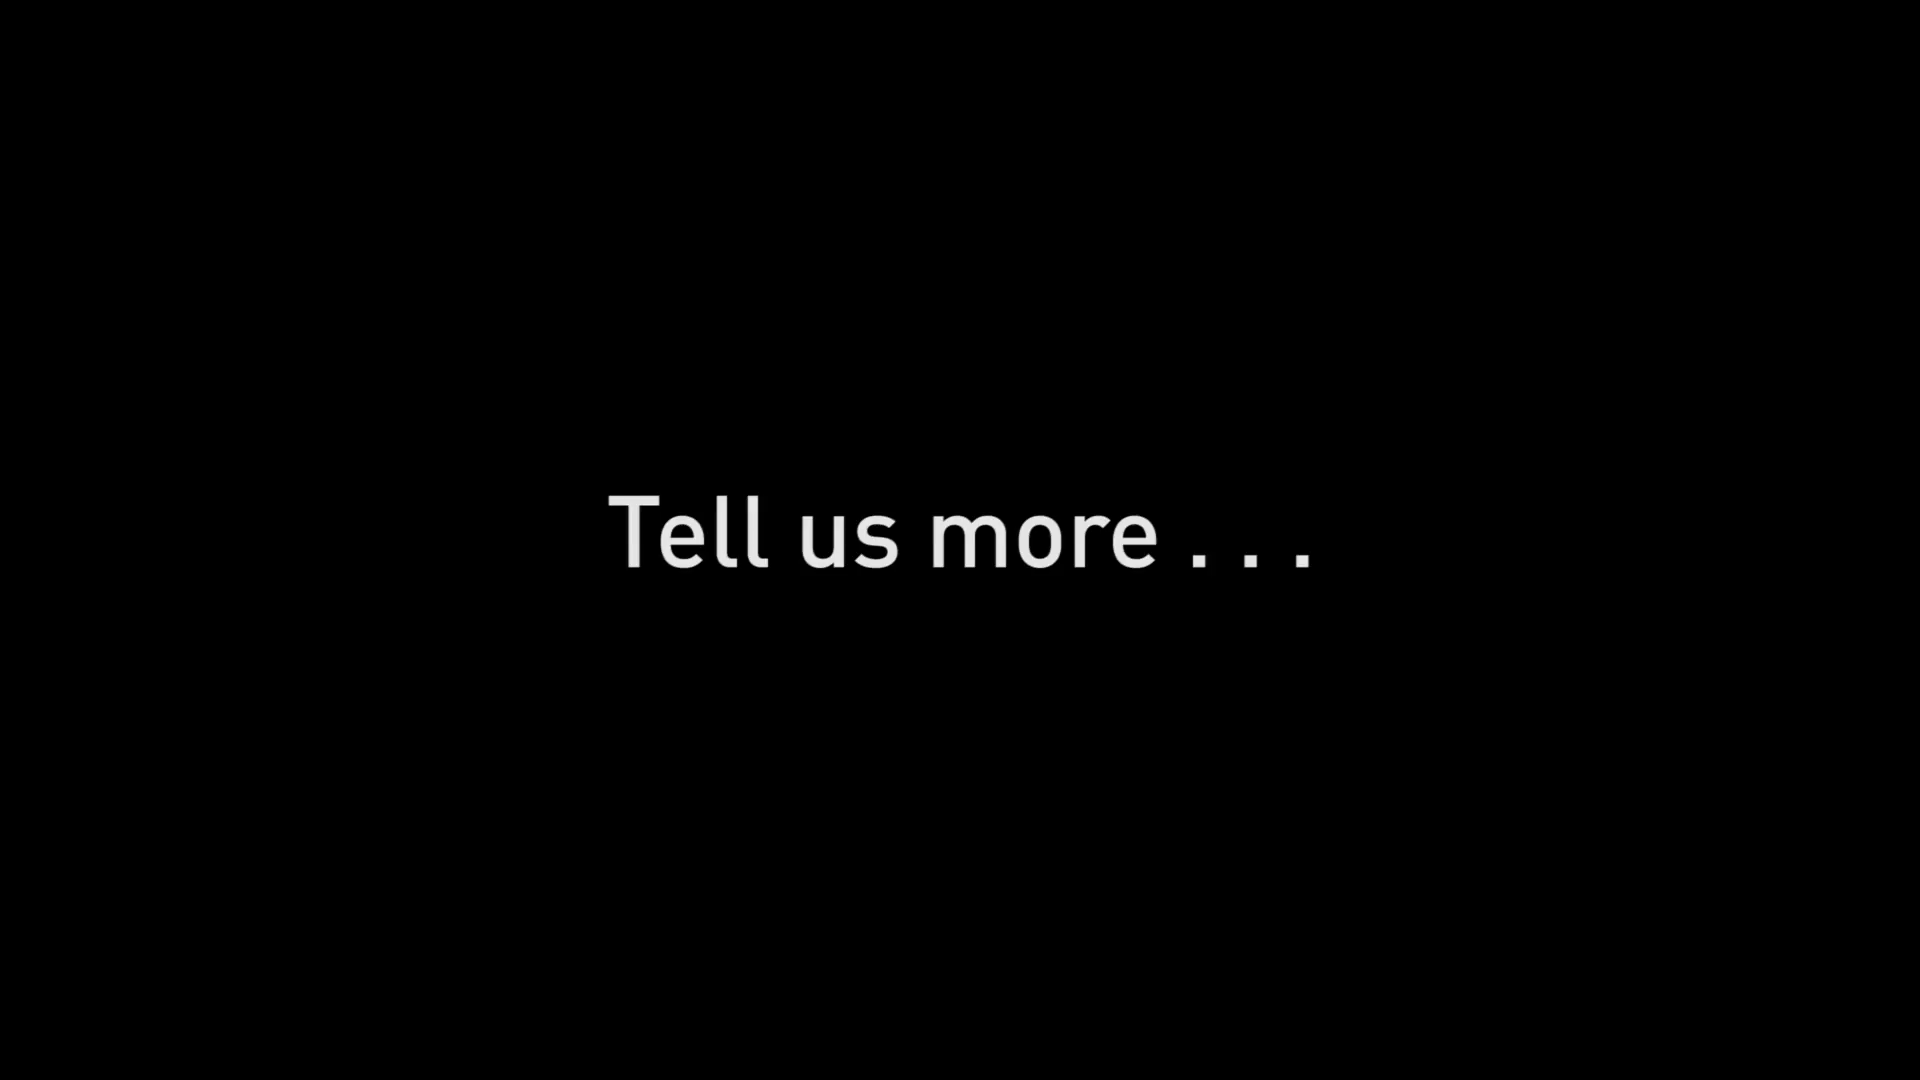 Tell us more . . .